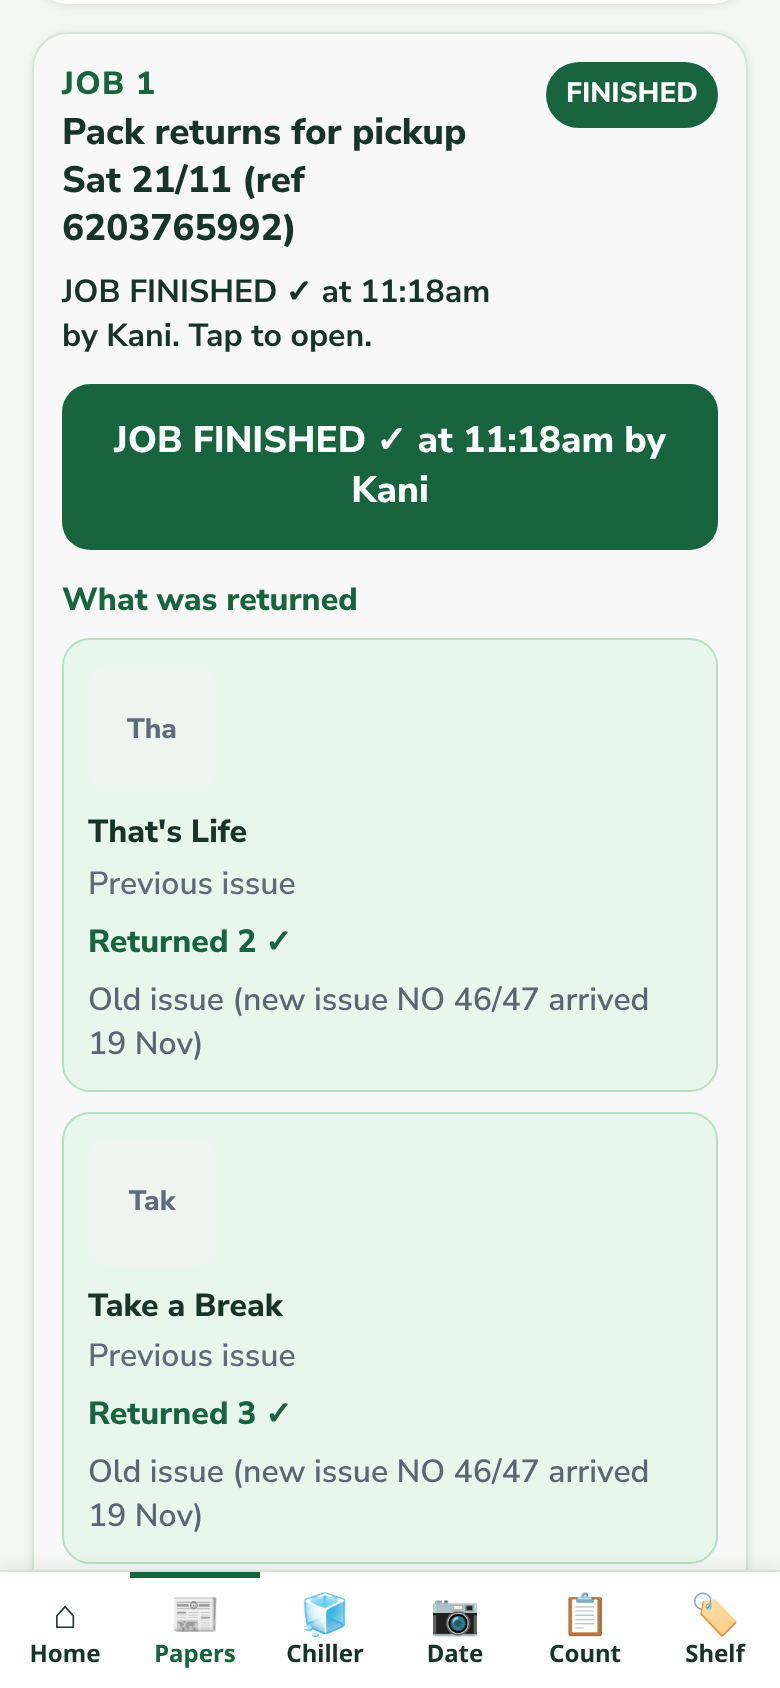 JOB 1
FINISHED
Pack returns for pickup
Sat 21/11 (ref
6203765992)
JOB FINISHED ✓ at 11:18am
by Kani. Tap to open.
JOB FINISHED ✓ at 11:18am by
Kani
What was returned
Tha
That's Life
Previous issue
Returned 2 ✓
Old issue (new issue NO 46/47 arrived
19 Nov)
Tak
Take a Break
Previous issue
Returned 3 ✓
Old issue (new issue NO 46/47 arrived
19 Nov)
Home
Papers
Chiller
Date
Count
Shelf